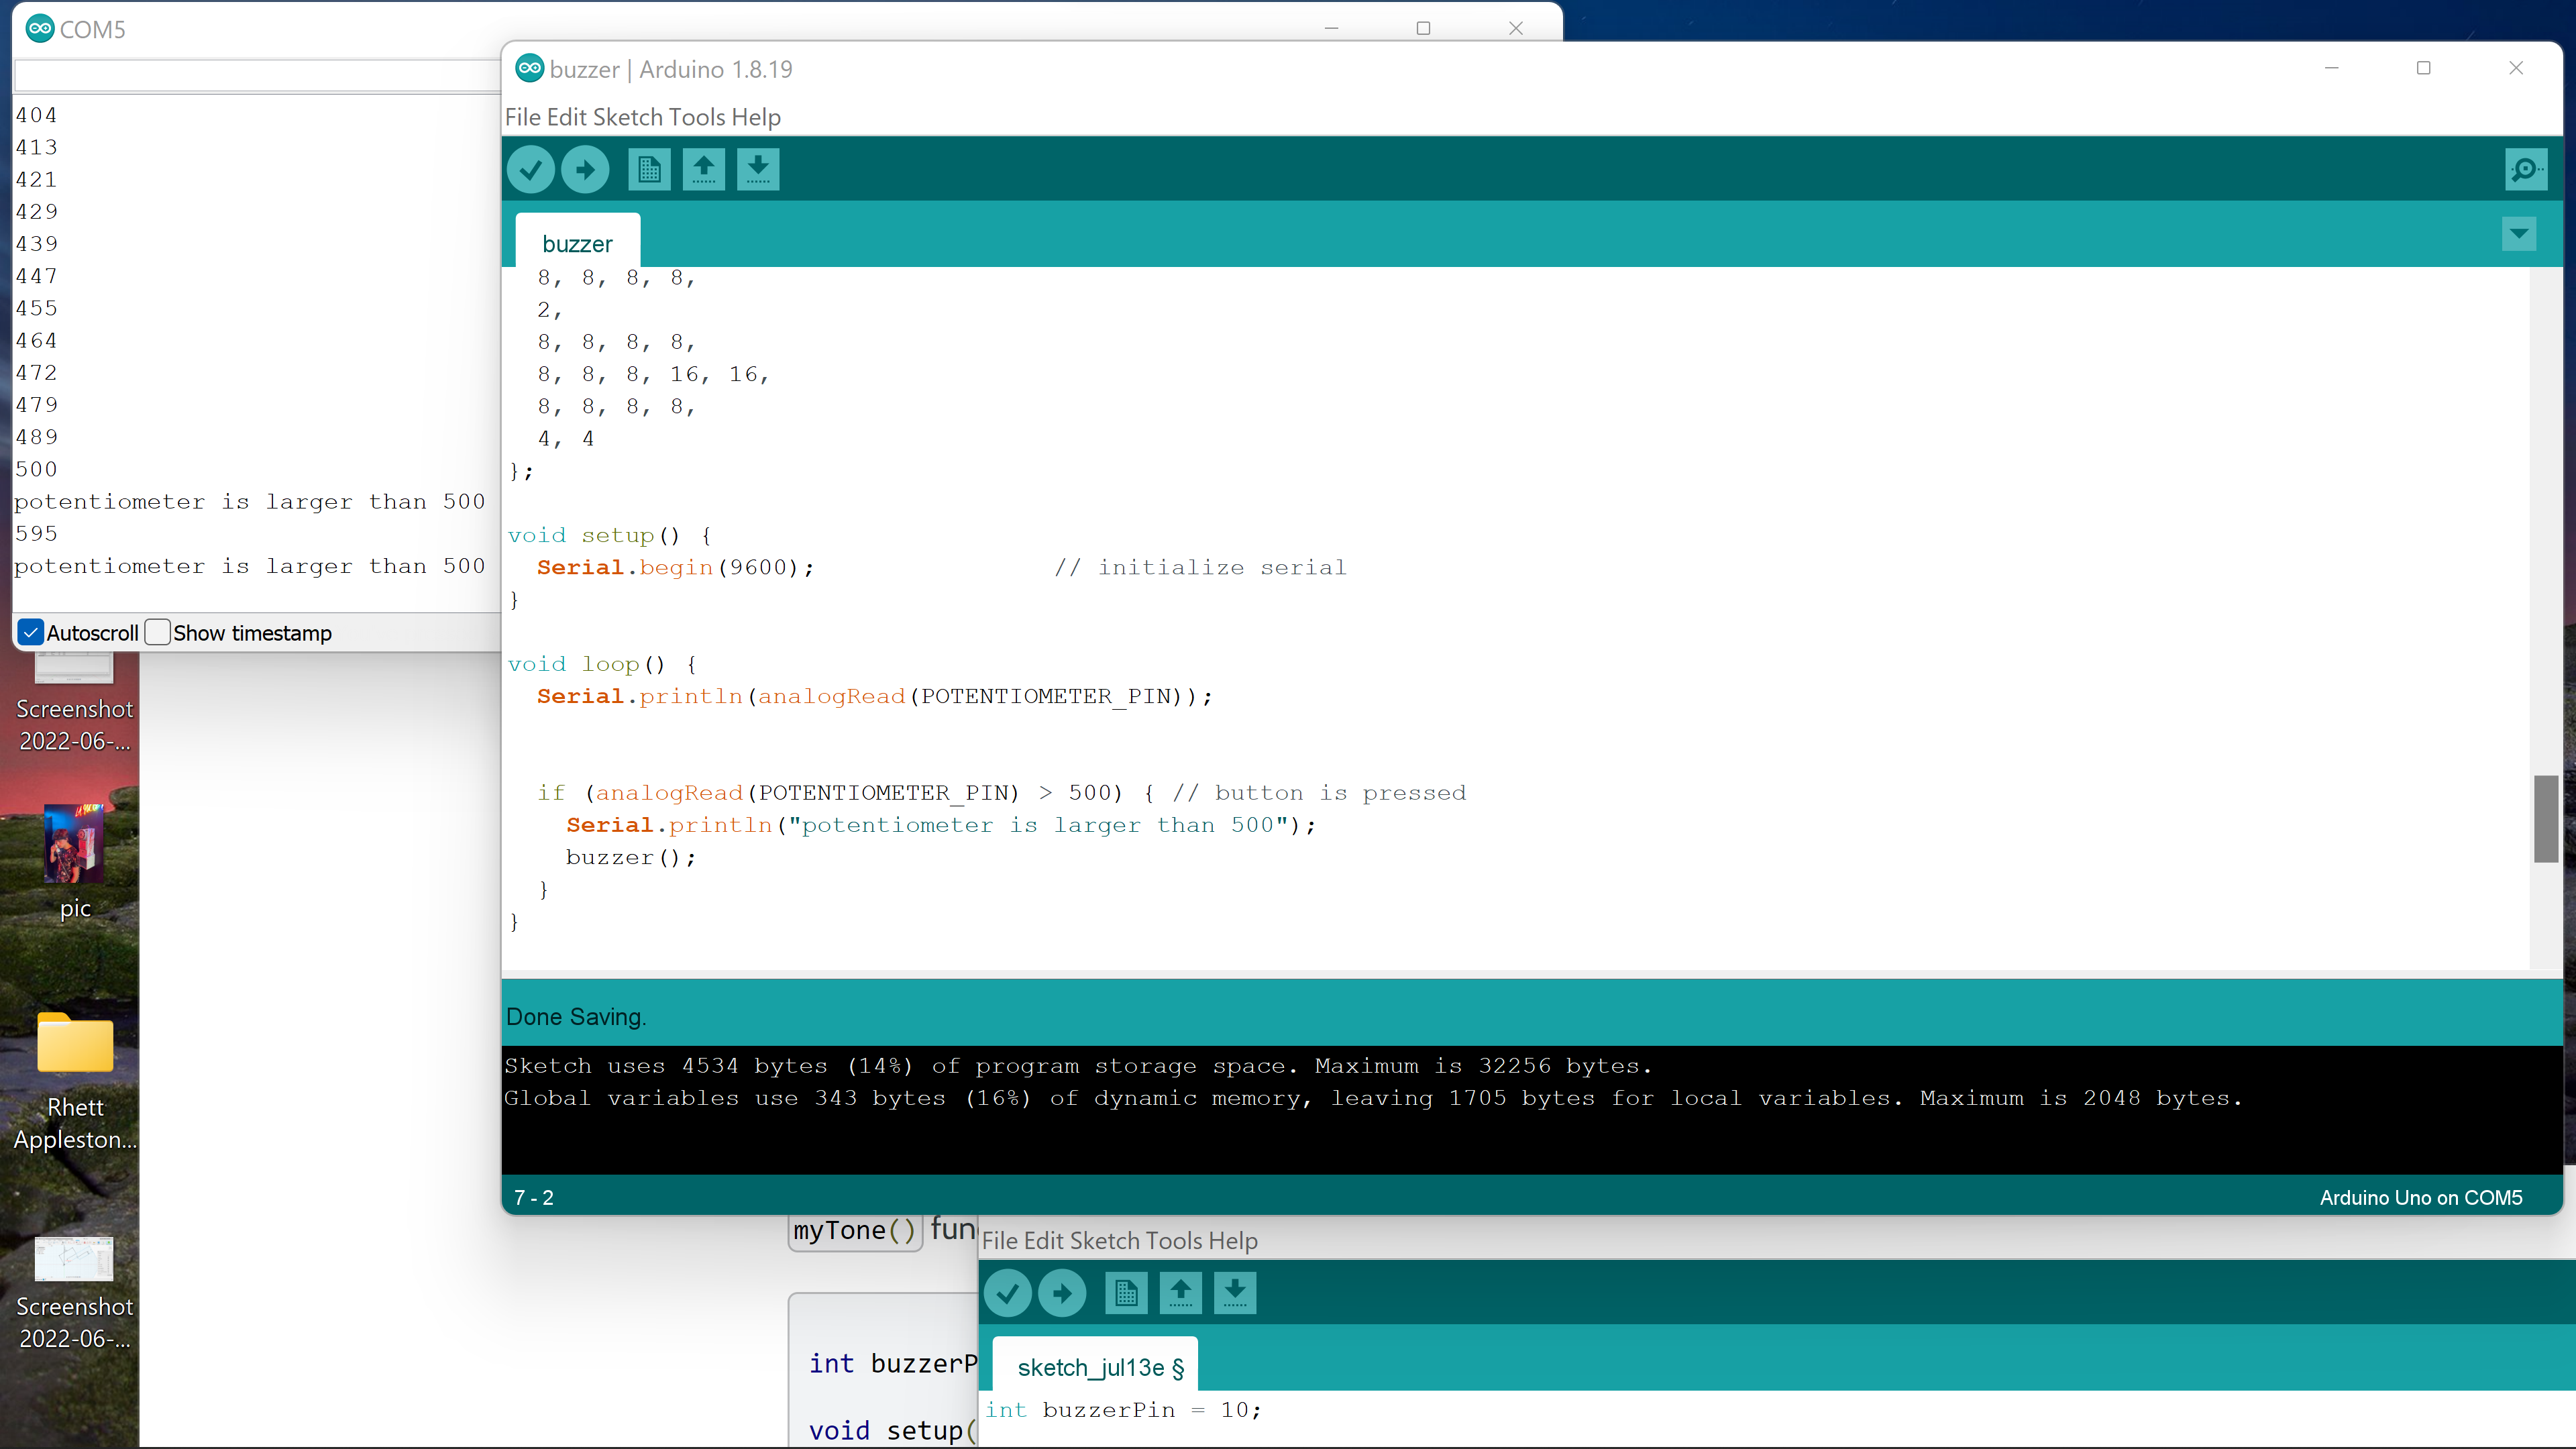 COM5
404
413
421
429
439
447
455
464
472
479
489
500
potentiometer is larger than 500
595
potentiometer is larger than 500
Autoscroll Show timestamp
Screenshot
2022-06-...
pic
Rhett
Appleston...
Screenshot
2022-06-...
buzzer | Arduino 1.8.19
File Edit Sketch Tools Help
buzzer
8, 8, 8, 8,
2,
8, 8, 8, 8,
8, 8, 8, 16, 16,
8, 8, 8, 8,
4, 4
};
void setup() {
Serial.begin(9600); // initialize serial
}
void loop() {
Serial.println(analogRead(POTENTIOMETER_PIN));
if (analogRead(POTENTIOMETER_PIN) > 500) { // button is pressed
Serial.println("potentiometer is larger than 500");
buzzer();
}
}
Done Saving.
Sketch uses 4534 bytes (14%) of program storage space. Maximum is 32256 bytes.
Global variables use 343 bytes (16%) of dynamic memory, leaving 1705 bytes for local variables. Maximum is 2048 bytes.
7 - 2 Arduino Uno on COM5
myTone() fun
int buzzerP
void setup(
File Edit Sketch Tools Help
sketch_jul13e §
int buzzerPin = 10;